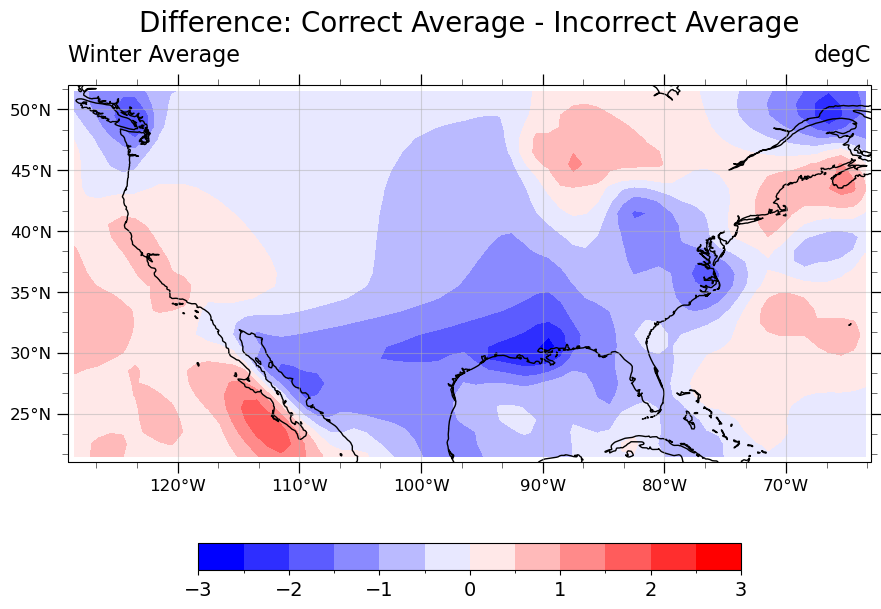 Difference: Correct Average - Incorrect Average
Winter Average degC
50°N
45°N
40°N
35°N
30°N
25°N
120°W 110°W 100°W 90°W 80°W 70°W
−3 −2 −1 0 1 2 3